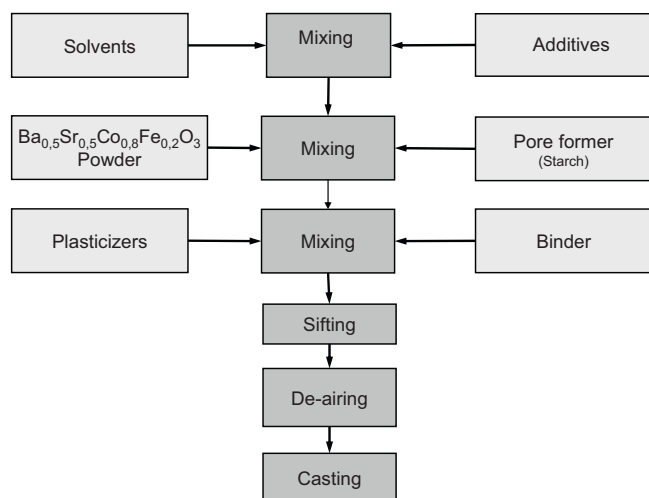 Solvents
Mixing
Additives
Ba0,5Sr0,5Co0,8Fe0,2O3
Powder
Mixing
Pore former
(Starch)
Plasticizers
Mixing
Binder
Sifting
De-airing
Casting